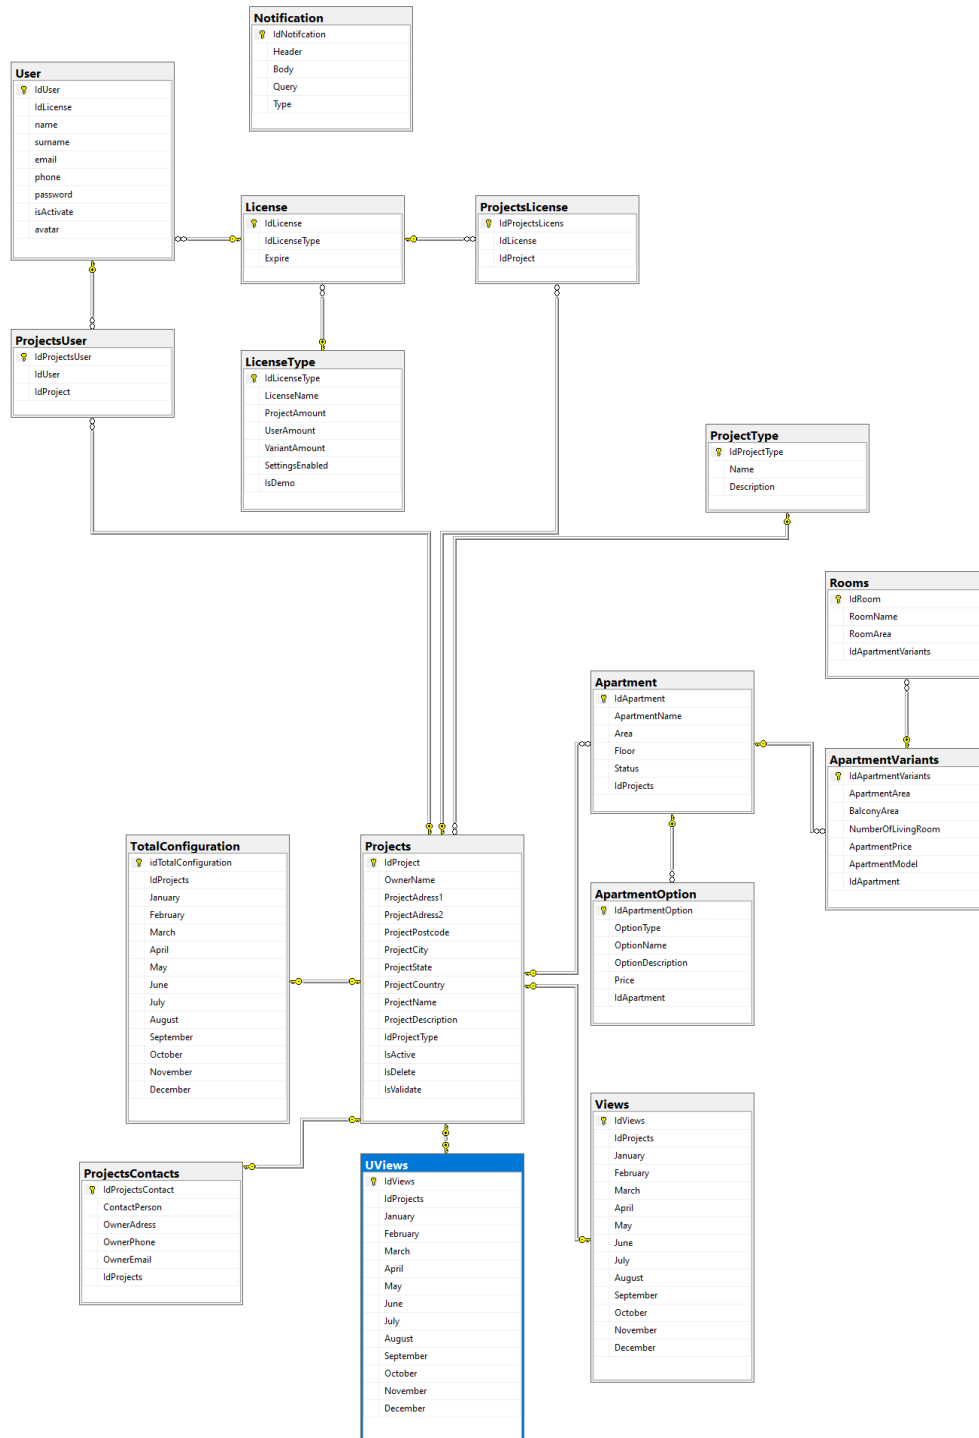 Notification
IdNotifcation
Header
Body
Query
Type
User
IdUser
IdLicense
name
surname
email
phone
password
isActivate
avatar
License
IdLicense
IdLicenseType
Expire
ProjectsLicense
IdProjectsLicens
IdLicense
IdProject
ProjectsUser
IdProjectsUser
IdUser
IdProject
LicenseType
IdLicenseType
LicenseName
ProjectAmount
UserAmount
VariantAmount
SettingsEnabled
IsDemo
ProjectType
IdProjectType
Name
Description
Rooms
IdRoom
RoomName
RoomArea
IdApartmentVariants
Apartment
IdApartment
ApartmentName
Area
Floor
Status
IdProjects
ApartmentVariants
IdApartmentVariants
ApartmentArea
BalconyArea
NumberOfLivingRoom
ApartmentPrice
ApartmentModel
IdApartment
TotalConfiguration
idTotalConfiguration
IdProjects
January
February
March
April
May
June
July
August
September
October
November
December
Projects
IdProject
OwnerName
ProjectAdress1
ProjectAdress2
ProjectPostcode
ProjectCity
ProjectState
ProjectCountry
ProjectName
ProjectDescription
IdProjectType
IsActive
IsDelete
IsValidate
ApartmentOption
IdApartmentOption
OptionType
OptionName
OptionDescription
Price
IdApartment
Views
IdViews
IdProjects
January
February
March
April
May
June
July
August
September
October
November
December
ProjectsContacts
IdProjectsContact
ContactPerson
OwnerAdress
OwnerPhone
OwnerEmail
IdProjects
UViews
IdViews
IdProjects
January
February
March
April
May
June
July
August
September
October
November
December